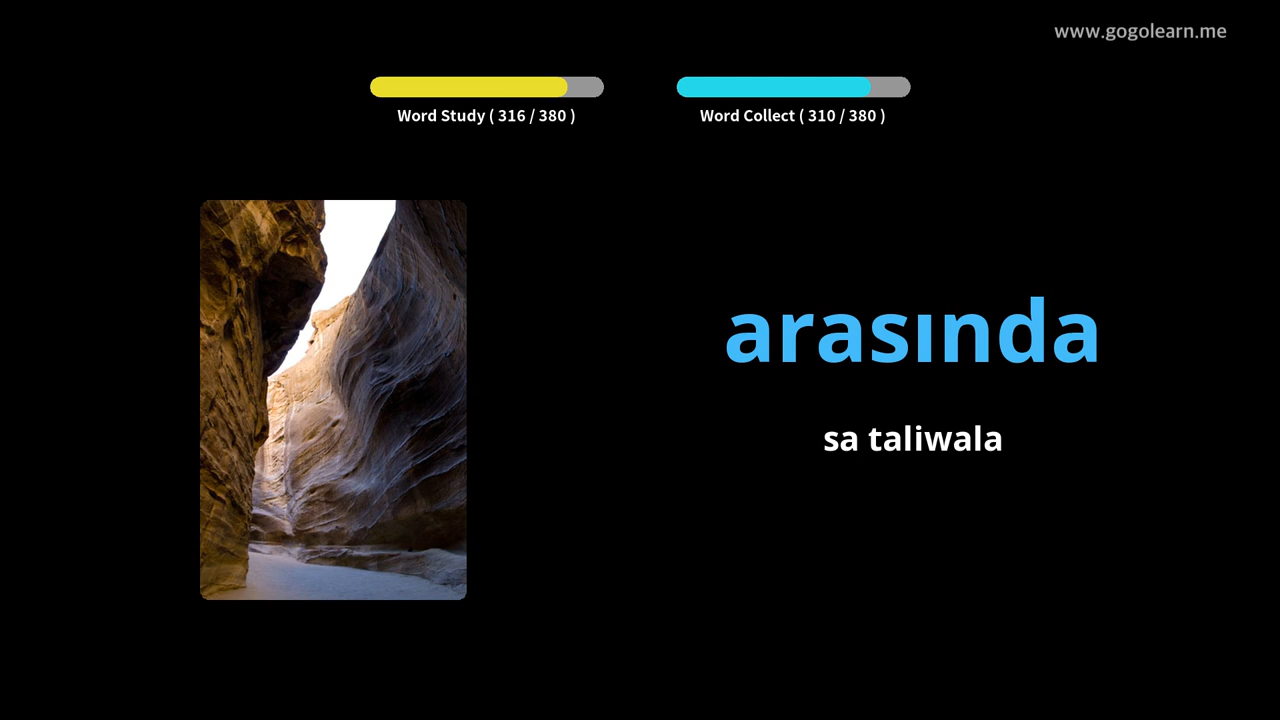 www.gogolearn.me
Word Study ( 316 / 380 )
Word Collect ( 310 / 380 )
arasında
sa taliwala